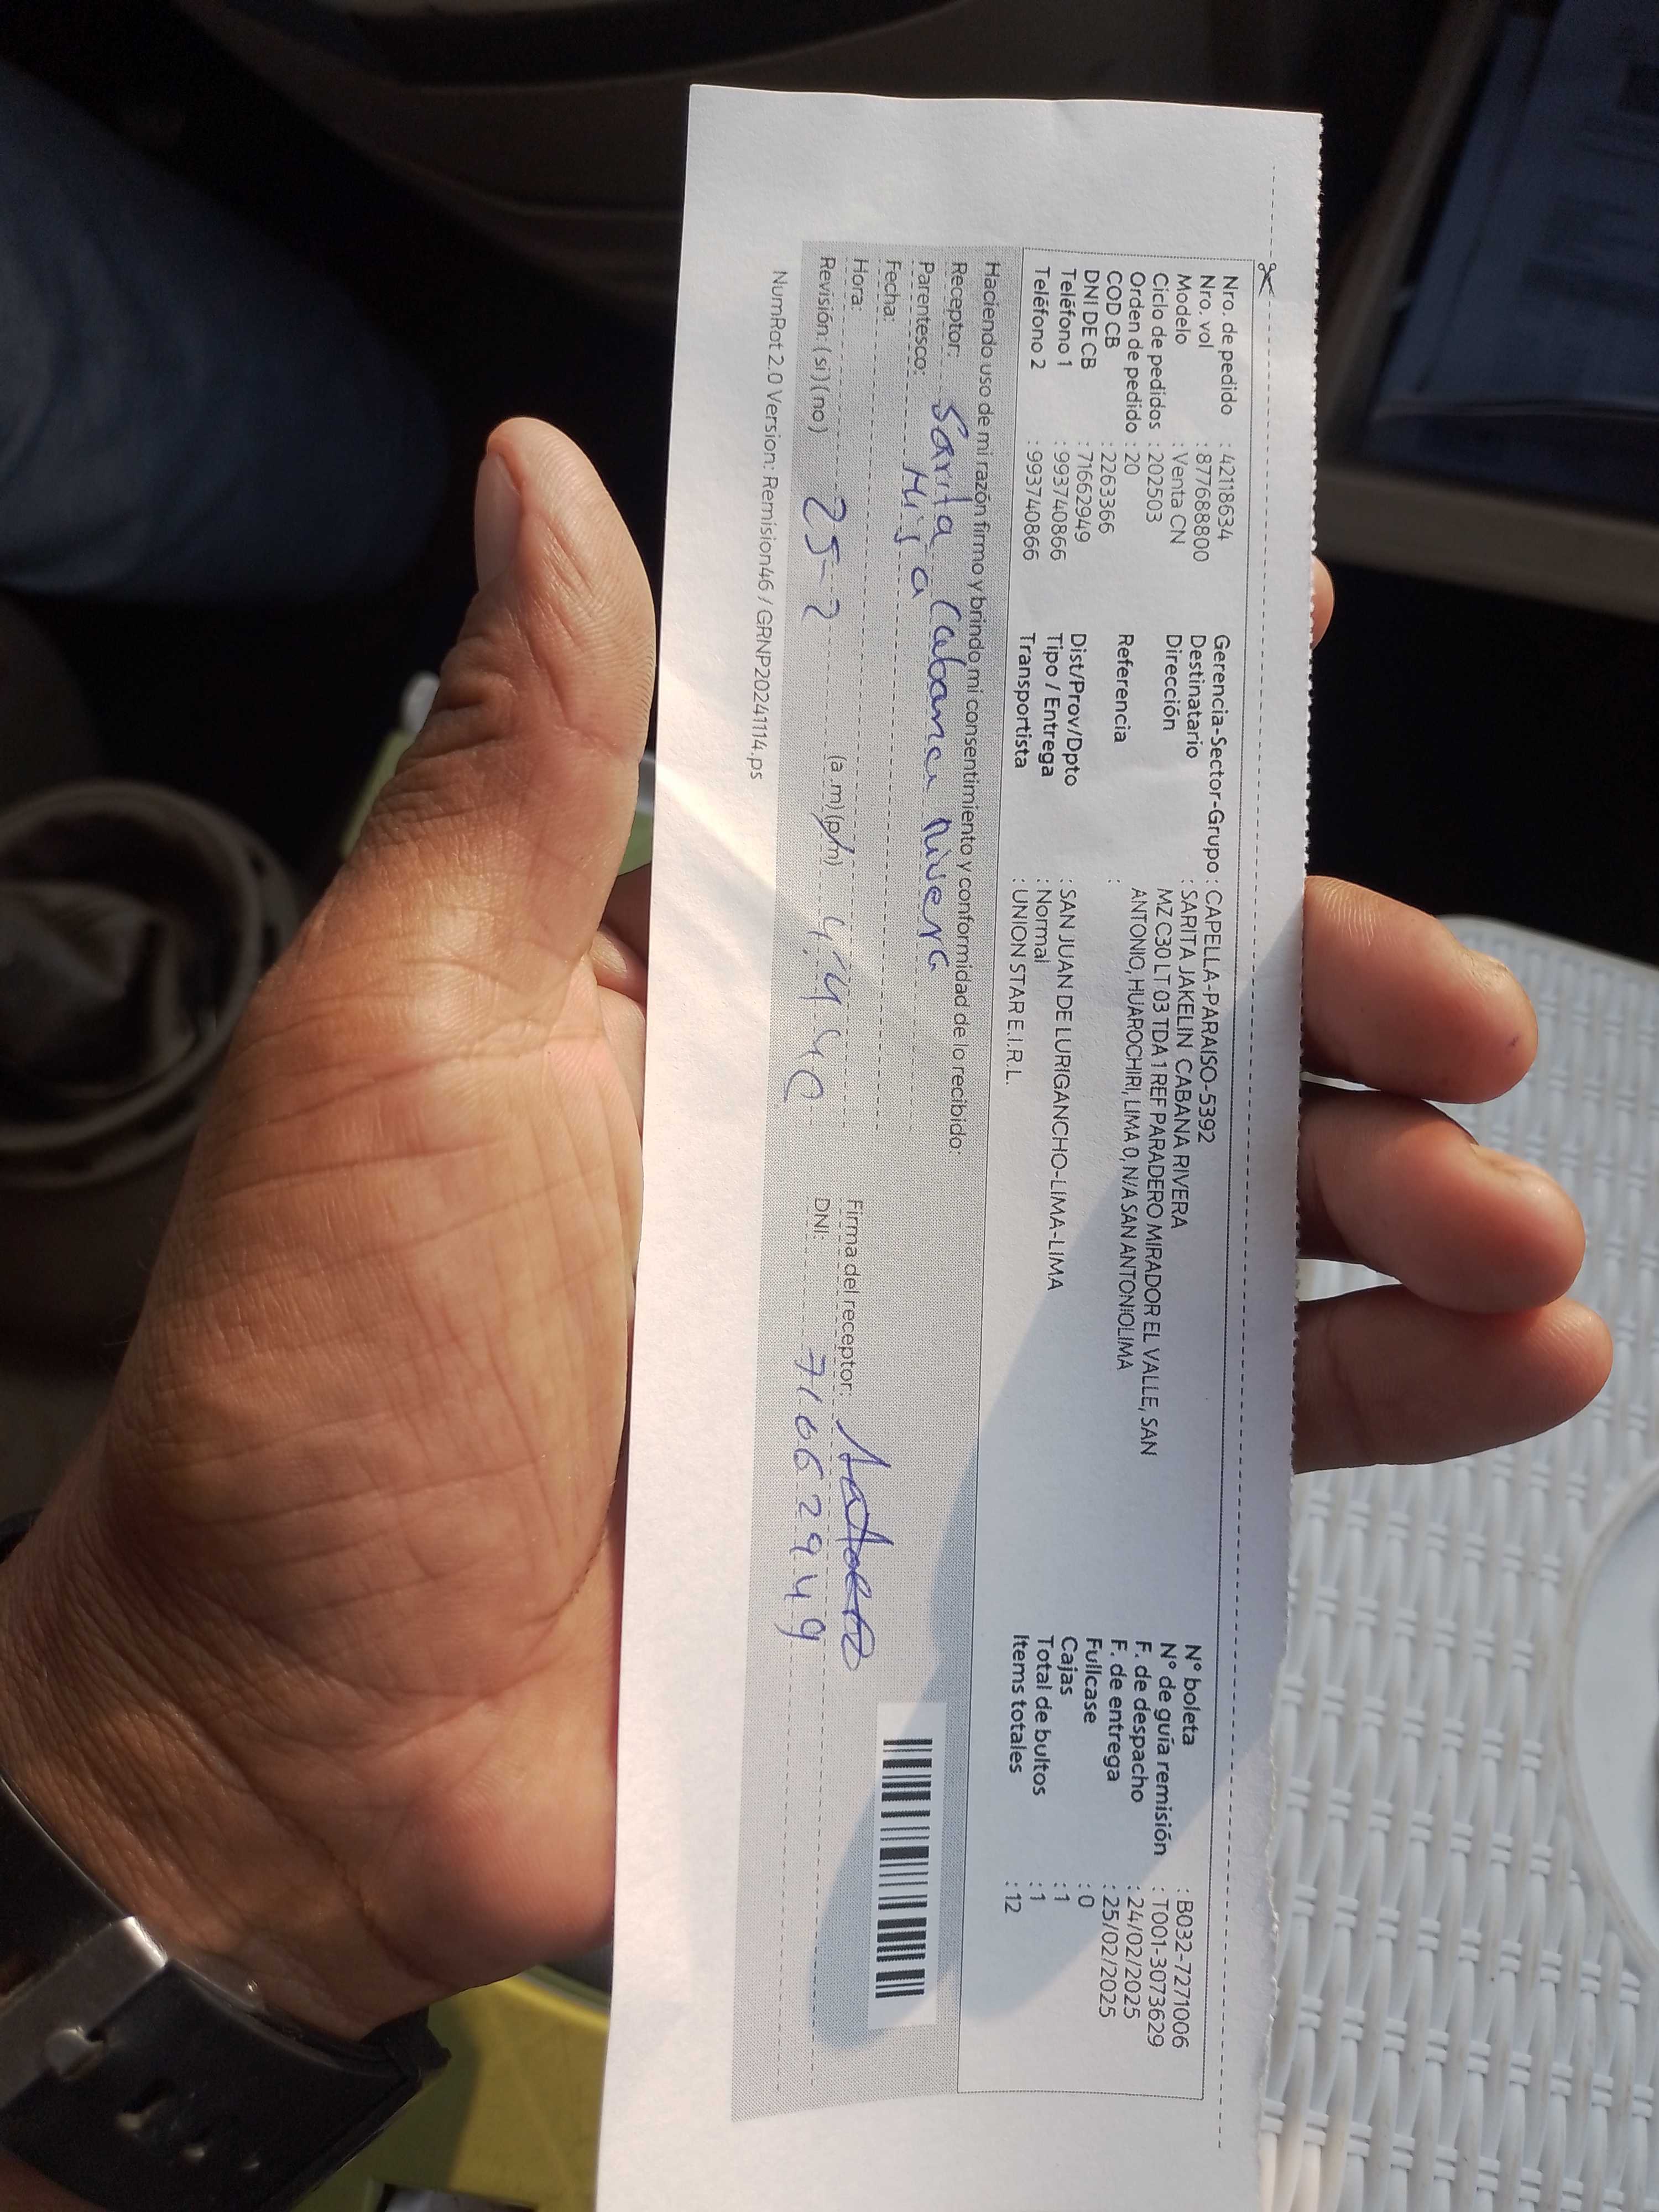 Nro. de pedido : 42118634
Nro. vol : 877688800
Modelo : Venta CN
Ciclo de pedidos : 202503
Orden de pedido : 20
COD CB : 2263366
DNI DE CB : 71662949
Teléfono 1 : 993740866
Teléfono 2 : 993740866
Gerencia-Sector-Grupo : CAPELLA-PARAISO-5392
Destinatario : SARITA JAKELIN CABANA RIVERA
Dirección MZ C30 LT 03 TDA 1 REF PARADERO MIRADOR EL VALLE, SAN
ANTONIO, HUAROCHIRI, LIMA 0, N/A SAN ANTONIOLIMA
Referencia :
Dist/Prov/Dpto : SAN JUAN DE LURIGANCHO-LIMA-LIMA
Tipo / Entrega : Normal
Transportista : UNION STAR E.I.R.L.
N° boleta : B032-7271006
N° de guía remisión : T001-3073629
F. de despacho : 24/02/2025
F. de entrega : 25/02/2025
Fullcase : 0
Cajas : 1
Total de bultos : 1
Items totales : 12
Haciendo uso de mi razón firmo y brindo mi consentimiento y conformidad de lo recibido:
Receptor: Sarita Cabana Rivera
Parentesco: Hija
Fecha:
Hora:
Revisión: (si) (no) 25-2 (a.m) (p/m) 4:44
Firma del receptor:
DNI: 71662949
NumRot 2.0 Version: Remision46 / GRNP20241114.ps